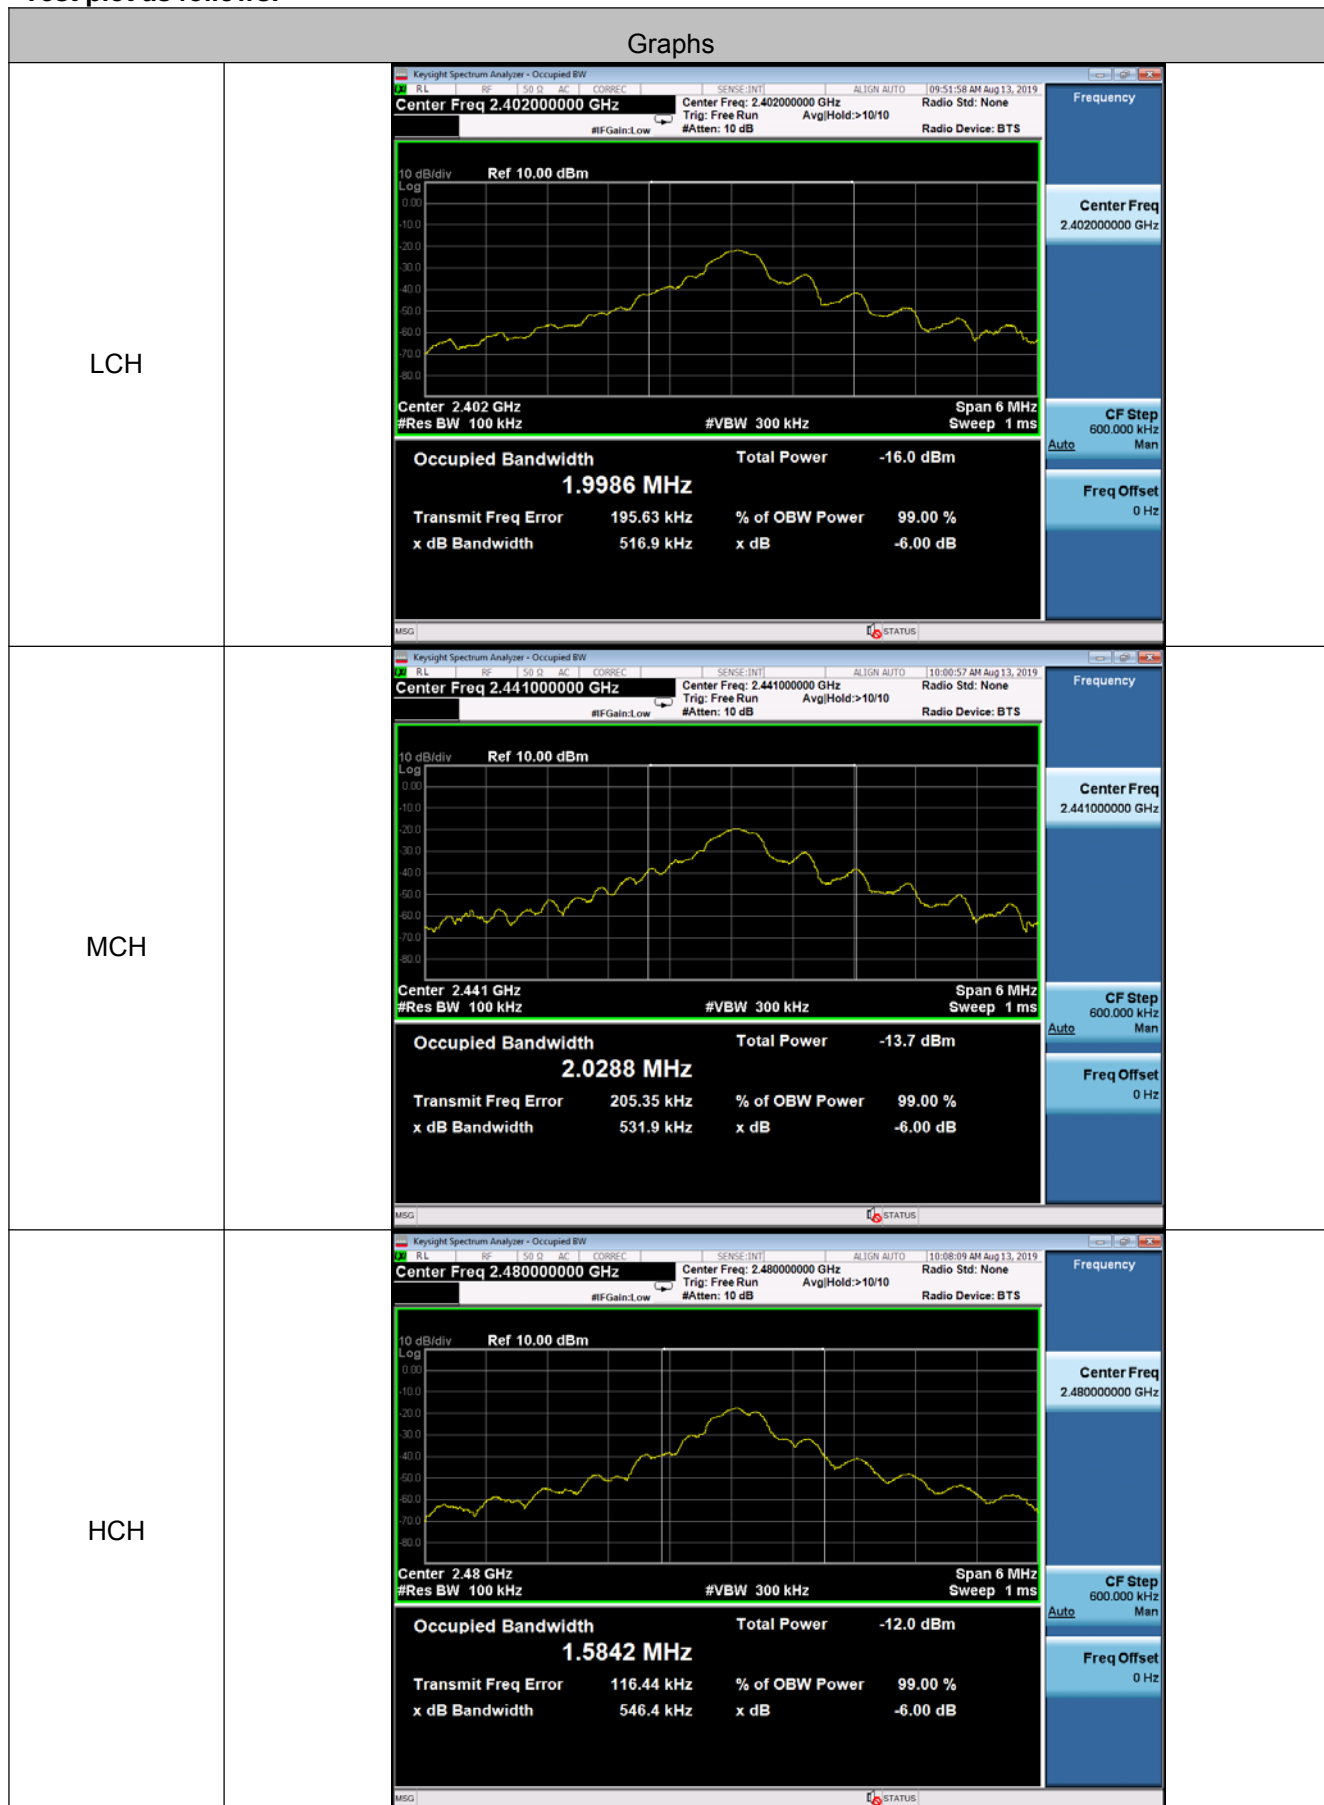 Test plot as follows:
Graphs
LCH
Keysight Spectrum Analyzer - Occupied BW
RL RF 50 Ω AC CORREC SENSE:INT ALIGN AUTO 09:51:58 AM Aug 13, 2019
Center Freq 2.402000000 GHz
Center Freq: 2.402000000 GHz Radio Std: None
Trig: Free Run Avg|Hold:>10/10
#IFGain:Low #Atten: 10 dB Radio Device: BTS
10 dB/div Ref 10.00 dBm
Log
0.00
-10.0
-20.0
-30.0
-40.0
-50.0
-60.0
-70.0
-80.0
Center 2.402 GHz Span 6 MHz
#Res BW 100 kHz #VBW 300 kHz Sweep 1 ms
Occupied Bandwidth Total Power -16.0 dBm
1.9986 MHz
Transmit Freq Error 195.63 kHz % of OBW Power 99.00 %
x dB Bandwidth 516.9 kHz x dB -6.00 dB
MSG STATUS
Frequency
Center Freq
2.402000000 GHz
CF Step
600.000 kHz
Auto Man
Freq Offset
0 Hz
MCH
Keysight Spectrum Analyzer - Occupied BW
RL RF 50 Ω AC CORREC SENSE:INT ALIGN AUTO 10:00:57 AM Aug 13, 2019
Center Freq 2.441000000 GHz
Center Freq: 2.441000000 GHz Radio Std: None
Trig: Free Run Avg|Hold:>10/10
#IFGain:Low #Atten: 10 dB Radio Device: BTS
10 dB/div Ref 10.00 dBm
Log
0.00
-10.0
-20.0
-30.0
-40.0
-50.0
-60.0
-70.0
-80.0
Center 2.441 GHz Span 6 MHz
#Res BW 100 kHz #VBW 300 kHz Sweep 1 ms
Occupied Bandwidth Total Power -13.7 dBm
2.0288 MHz
Transmit Freq Error 205.35 kHz % of OBW Power 99.00 %
x dB Bandwidth 531.9 kHz x dB -6.00 dB
MSG STATUS
Frequency
Center Freq
2.441000000 GHz
CF Step
600.000 kHz
Auto Man
Freq Offset
0 Hz
HCH
Keysight Spectrum Analyzer - Occupied BW
RL RF 50 Ω AC CORREC SENSE:INT ALIGN AUTO 10:08:09 AM Aug 13, 2019
Center Freq 2.480000000 GHz
Center Freq: 2.480000000 GHz Radio Std: None
Trig: Free Run Avg|Hold:>10/10
#IFGain:Low #Atten: 10 dB Radio Device: BTS
10 dB/div Ref 10.00 dBm
Log
0.00
-10.0
-20.0
-30.0
-40.0
-50.0
-60.0
-70.0
-80.0
Center 2.48 GHz Span 6 MHz
#Res BW 100 kHz #VBW 300 kHz Sweep 1 ms
Occupied Bandwidth Total Power -12.0 dBm
1.5842 MHz
Transmit Freq Error 116.44 kHz % of OBW Power 99.00 %
x dB Bandwidth 546.4 kHz x dB -6.00 dB
MSG STATUS
Frequency
Center Freq
2.480000000 GHz
CF Step
600.000 kHz
Auto Man
Freq Offset
0 Hz